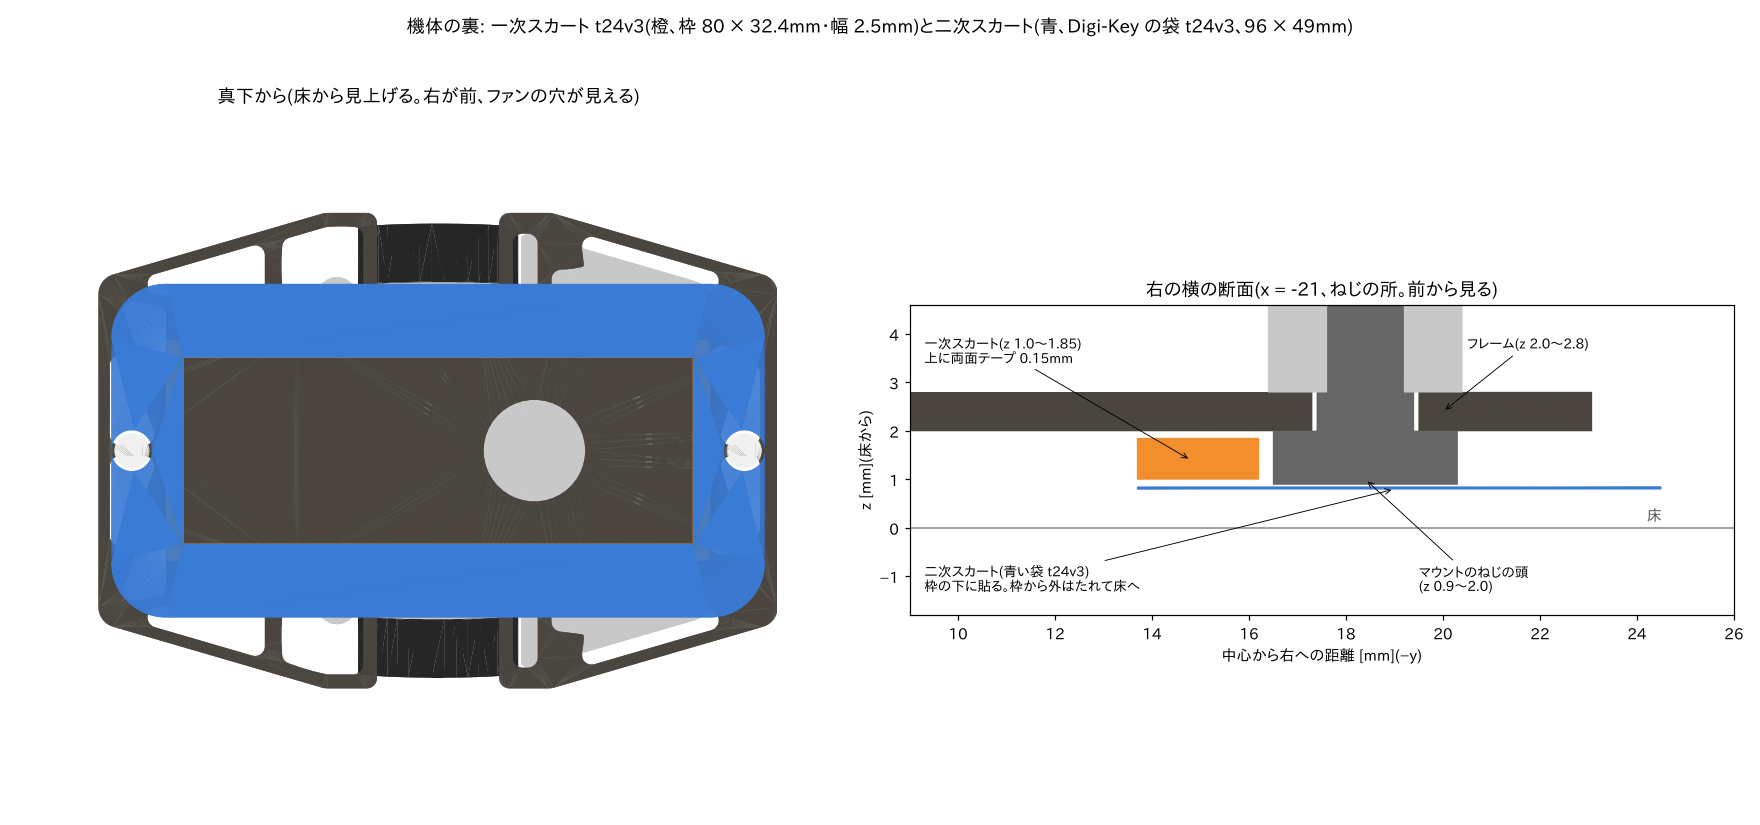 機体の裏: 一次スカート t24v3(橙、枠 80 × 32.4mm･幅 2.5mm)と二次スカート(青、Digi-Key の袋 t24v3、96 × 49mm)
真下から(床から見上げる。右が前、ファンの穴が見える)
右の横の断面(x = -21、ねじの所。前から見る)
一次スカート(z 1.0〜1.85)
上に両面テープ 0.15mm
フレーム(z 2.0〜2.8)
床
二次スカート(青い袋 t24v3)
枠の下に貼る。枠から外はたれて床へ
マウントのねじの頭
(z 0.9〜2.0)
z [mm](床から)
4
3
2
1
0
−1
10
12
14
16
18
20
22
24
26
中心から右への距離 [mm](−y)